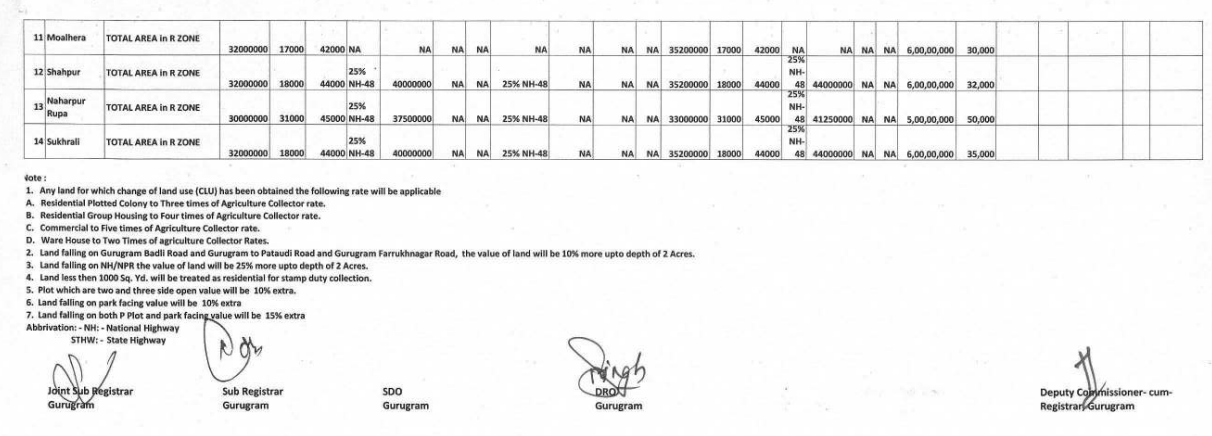 11 Moalhera TOTAL AREA in R ZONE 32000000 17000 42000 NA NA NA NA NA NA NA NA 35200000 17000 42000 NA NA NA NA 6,00,00,000 30,000
12 Shahpur TOTAL AREA in R ZONE 32000000 18000 44000 25% NH-48 40000000 NA NA 25% NH-48 NA NA NA 35200000 18000 44000 25% NH-48 44000000 NA NA 6,00,00,000 32,000
13 Naharpur Rupa TOTAL AREA in R ZONE 30000000 31000 45000 25% NH-48 37500000 NA NA 25% NH-48 NA NA NA 33000000 31000 45000 25% NH-48 41250000 NA NA 5,00,00,000 50,000
14 Sukhrali TOTAL AREA in R ZONE 32000000 18000 44000 25% NH-48 40000000 NA NA 25% NH-48 NA NA NA 35200000 18000 44000 25% NH-48 44000000 NA NA 6,00,00,000 35,000
Note :
1. Any land for which change of land use (CLU) has been obtained the following rate will be applicable
A. Residential Plotted Colony to Three times of Agriculture Collector rate.
B. Residential Group Housing to Four times of Agriculture Collector rate.
C. Commercial to Five times of Agriculture Collector rate.
D. Ware House to Two Times of agriculture Collector Rates.
2. Land falling on Gurugram Badli Road and Gurugram to Pataudi Road and Gurugram Farrukhnagar Road, the value of land will be 10% more upto depth of 2 Acres.
3. Land falling on NH/NPR the value of land will be 25% more upto depth of 2 Acres.
4. Land less then 1000 Sq. Yd. will be treated as residential for stamp duty collection.
5. Plot which are two and three side open value will be 10% extra.
6. Land falling on park facing value will be 10% extra
7. Land falling on both P Plot and park facing value will be 15% extra
Abbrivation: - NH: - National Highway
STHW: - State Highway
Joint Sub Registrar Sub Registrar SDO DRO Deputy Commissioner- cum-
Gurugram Gurugram Gurugram Gurugram Registrar Gurugram